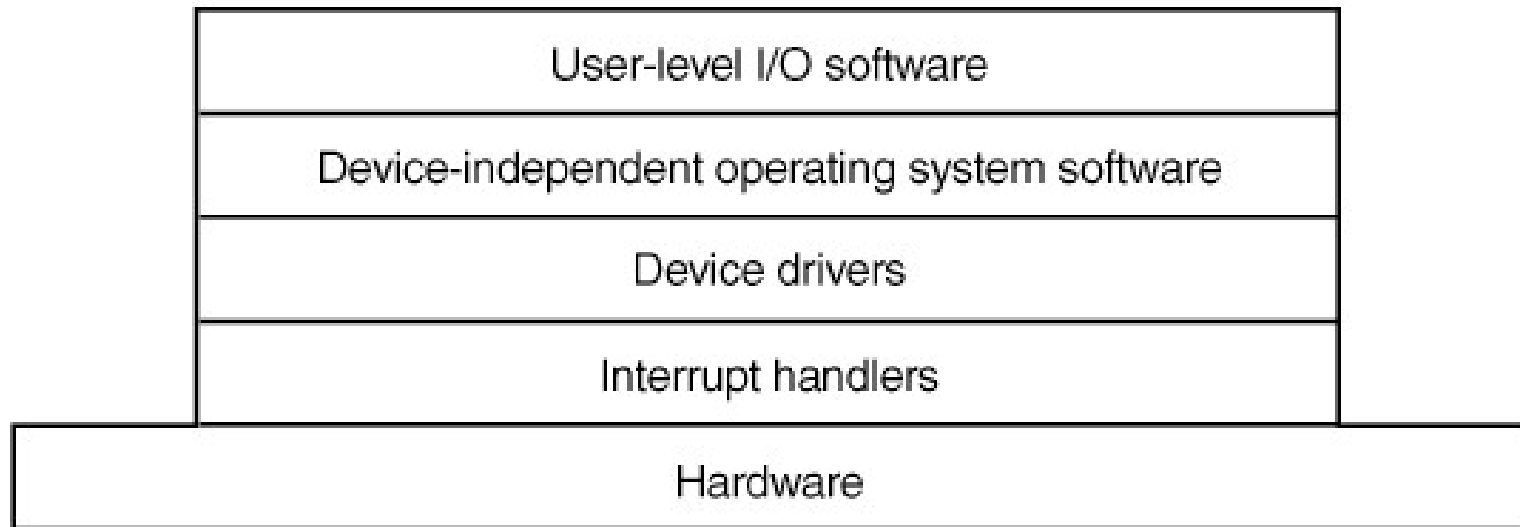 User-level I/O software
Device-independent operating system software
Device drivers
Interrupt handlers
Hardware